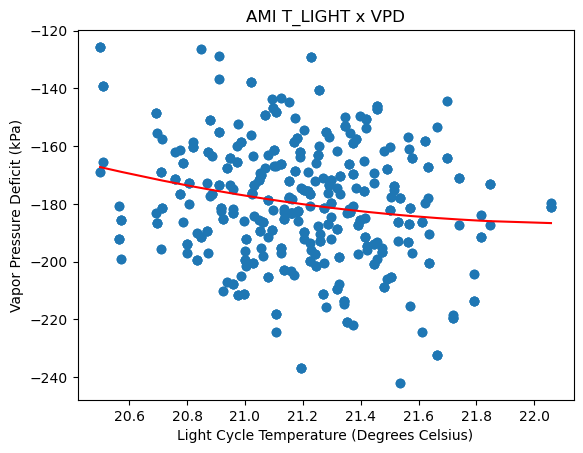 AMI T_LIGHT x VPD
−120
−140
−160
−180
−200
−220
−240
Vapor Pressure Deficit (kPa)
20.6 20.8 21.0 21.2 21.4 21.6 21.8 22.0
Light Cycle Temperature (Degrees Celsius)